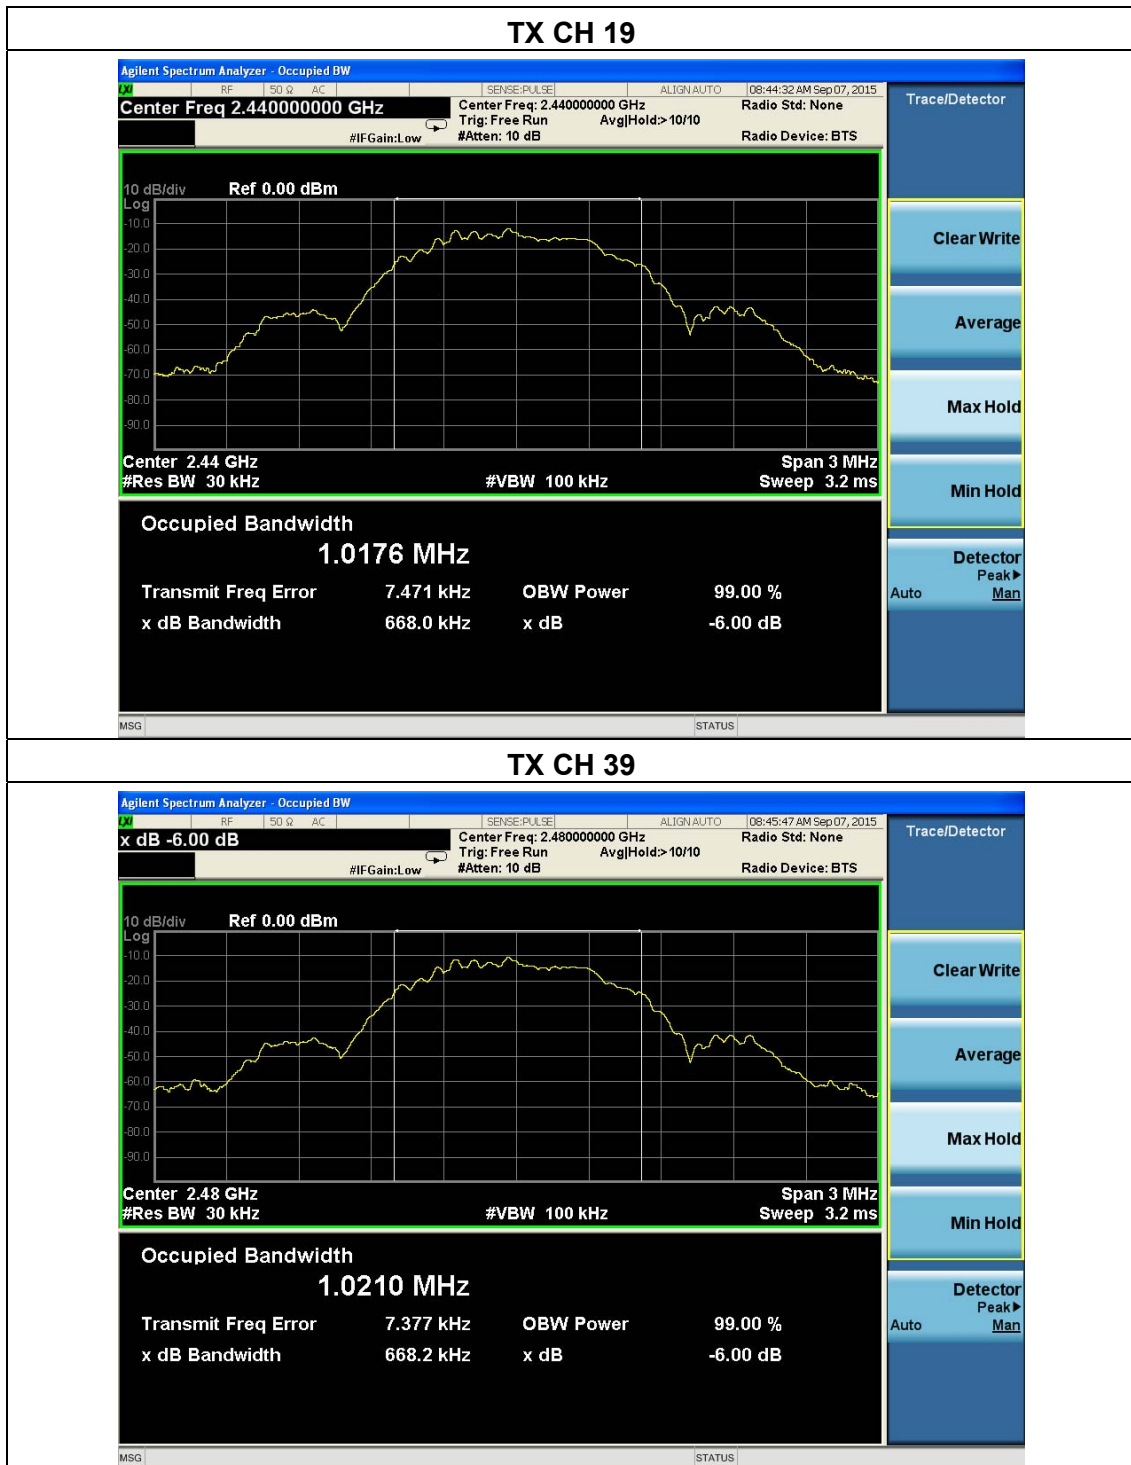 TX CH 19
Agilent Spectrum Analyzer - Occupied BW
LXI RF 50 Ω AC SENSE:PULSE ALIGN AUTO 08:44:32 AM Sep 07, 2015
Center Freq 2.440000000 GHz
Center Freq: 2.440000000 GHz
Radio Std: None
Trig: Free Run Avg|Hold:>10/10
#IFGain:Low #Atten: 10 dB Radio Device: BTS
Trace/Detector
10 dB/div Ref 0.00 dBm
Log
-10.0
-20.0
-30.0
-40.0
-50.0
-60.0
-70.0
-80.0
-90.0
Center 2.44 GHz Span 3 MHz
#Res BW 30 kHz #VBW 100 kHz Sweep 3.2 ms
Clear Write
Average
Max Hold
Min Hold
Detector
Peak▶
Auto Man
Occupied Bandwidth
1.0176 MHz
Transmit Freq Error 7.471 kHz OBW Power 99.00 %
x dB Bandwidth 668.0 kHz x dB -6.00 dB
MSG STATUS
TX CH 39
Agilent Spectrum Analyzer - Occupied BW
LXI RF 50 Ω AC SENSE:PULSE ALIGN AUTO 08:45:47 AM Sep 07, 2015
x dB -6.00 dB
Center Freq: 2.480000000 GHz
Radio Std: None
Trig: Free Run Avg|Hold:>10/10
#IFGain:Low #Atten: 10 dB Radio Device: BTS
Trace/Detector
10 dB/div Ref 0.00 dBm
Log
-10.0
-20.0
-30.0
-40.0
-50.0
-60.0
-70.0
-80.0
-90.0
Center 2.48 GHz Span 3 MHz
#Res BW 30 kHz #VBW 100 kHz Sweep 3.2 ms
Clear Write
Average
Max Hold
Min Hold
Detector
Peak▶
Auto Man
Occupied Bandwidth
1.0210 MHz
Transmit Freq Error 7.377 kHz OBW Power 99.00 %
x dB Bandwidth 668.2 kHz x dB -6.00 dB
MSG STATUS